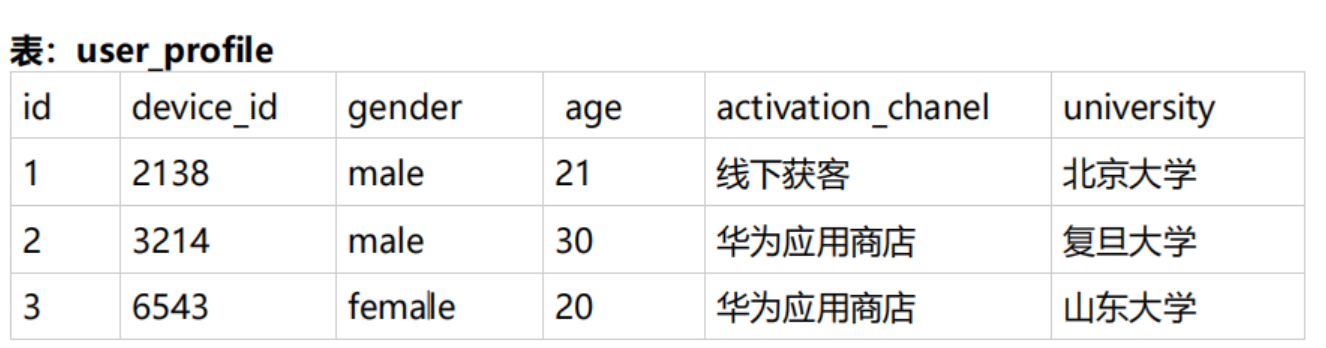 表：user_profile
id device_id gender age activation_chanel university
1 2138 male 21 线下获客 北京大学
2 3214 male 30 华为应用商店 复旦大学
3 6543 female 20 华为应用商店 山东大学